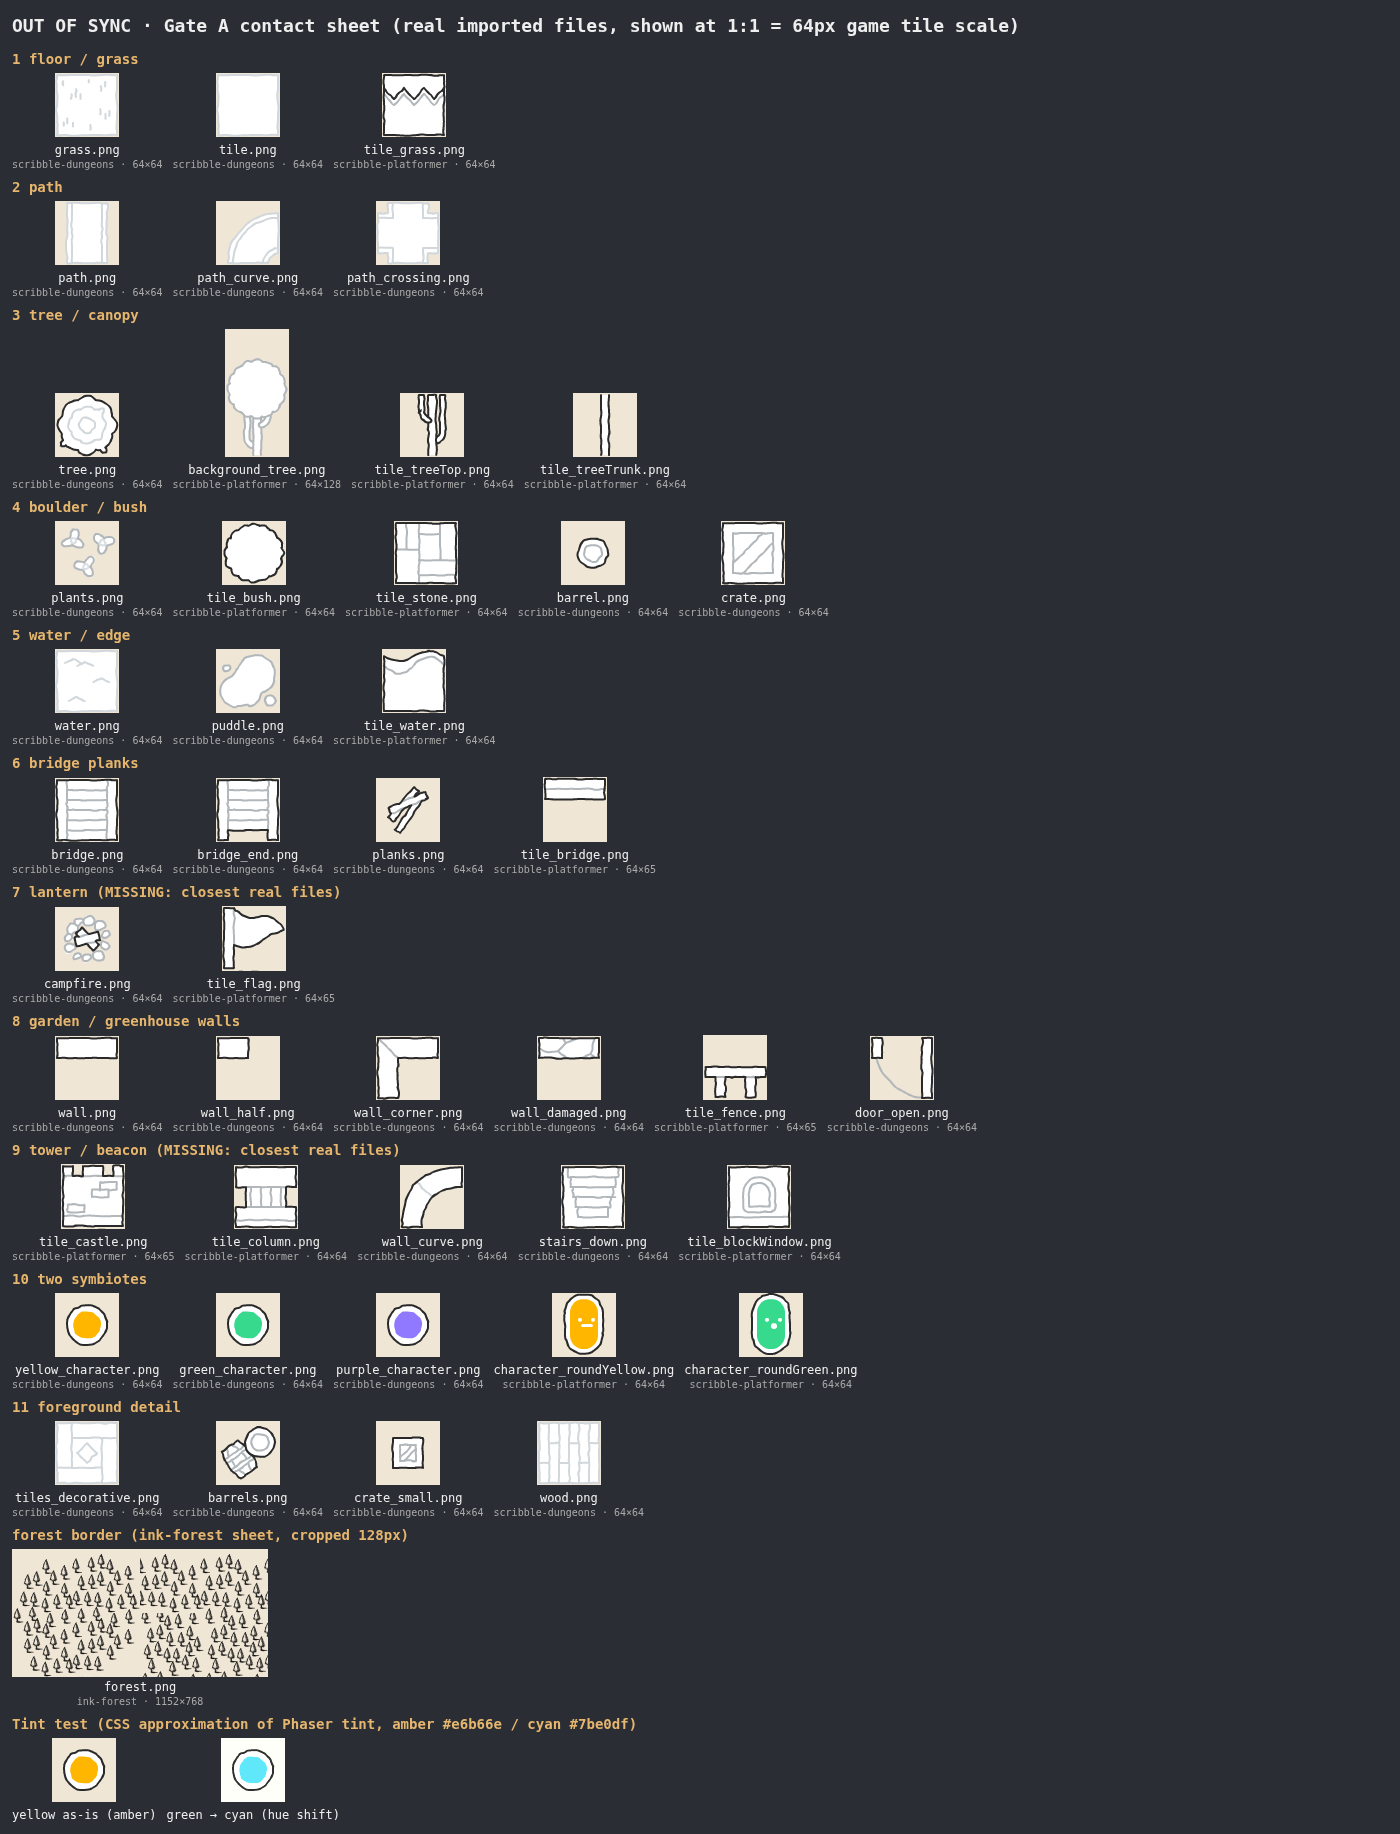 OUT OF SYNC · Gate A contact sheet (real imported files, shown at 1:1 = 64px game tile scale)
1 floor / grass
grass.png tile.png tile_grass.png
scribble-dungeons · 64×64 scribble-dungeons · 64×64 scribble-platformer · 64×64
2 path
path.png path_curve.png path_crossing.png
scribble-dungeons · 64×64 scribble-dungeons · 64×64 scribble-dungeons · 64×64
3 tree / canopy
tree.png background_tree.png tile_treeTop.png tile_treeTrunk.png
scribble-dungeons · 64×64 scribble-platformer · 64×128 scribble-platformer · 64×64 scribble-platformer · 64×64
4 boulder / bush
plants.png tile_bush.png tile_stone.png barrel.png crate.png
scribble-dungeons · 64×64 scribble-platformer · 64×64 scribble-platformer · 64×64 scribble-dungeons · 64×64 scribble-dungeons · 64×64
5 water / edge
water.png puddle.png tile_water.png
scribble-dungeons · 64×64 scribble-dungeons · 64×64 scribble-platformer · 64×64
6 bridge planks
bridge.png bridge_end.png planks.png tile_bridge.png
scribble-dungeons · 64×64 scribble-dungeons · 64×64 scribble-dungeons · 64×64 scribble-platformer · 64×65
7 lantern (MISSING: closest real files)
campfire.png tile_flag.png
scribble-dungeons · 64×64 scribble-platformer · 64×65
8 garden / greenhouse walls
wall.png wall_half.png wall_corner.png wall_damaged.png tile_fence.png door_open.png
scribble-dungeons · 64×64 scribble-dungeons · 64×64 scribble-dungeons · 64×64 scribble-dungeons · 64×64 scribble-platformer · 64×65 scribble-dungeons · 64×64
9 tower / beacon (MISSING: closest real files)
tile_castle.png tile_column.png wall_curve.png stairs_down.png tile_blockWindow.png
scribble-platformer · 64×65 scribble-platformer · 64×64 scribble-dungeons · 64×64 scribble-dungeons · 64×64 scribble-platformer · 64×64
10 two symbiotes
yellow_character.png green_character.png purple_character.png character_roundYellow.png character_roundGreen.png
scribble-dungeons · 64×64 scribble-dungeons · 64×64 scribble-dungeons · 64×64 scribble-platformer · 64×64 scribble-platformer · 64×64
11 foreground detail
tiles_decorative.png barrels.png crate_small.png wood.png
scribble-dungeons · 64×64 scribble-dungeons · 64×64 scribble-dungeons · 64×64 scribble-dungeons · 64×64
forest border (ink-forest sheet, cropped 128px)
forest.png
ink-forest · 1152×768
Tint test (CSS approximation of Phaser tint, amber #e6b66e / cyan #7be0df)
yellow as-is (amber) green → cyan (hue shift)